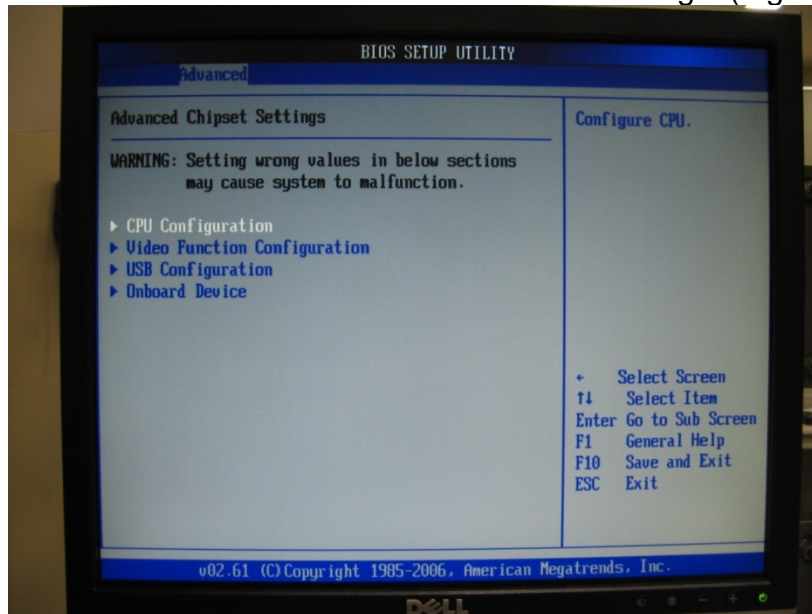 BIOS SETUP UTILITY
Advanced
Advanced Chipset Settings
WARNING: Setting wrong values in below sections
may cause system to malfunction.
▶ CPU Configuration
▶ Video Function Configuration
▶ USB Configuration
▶ Onboard Device
Configure CPU.
← Select Screen
↑↓ Select Item
Enter Go to Sub Screen
F1 General Help
F10 Save and Exit
ESC Exit
v02.61 (C)Copyright 1985-2006, American Megatrends, Inc.
DELL